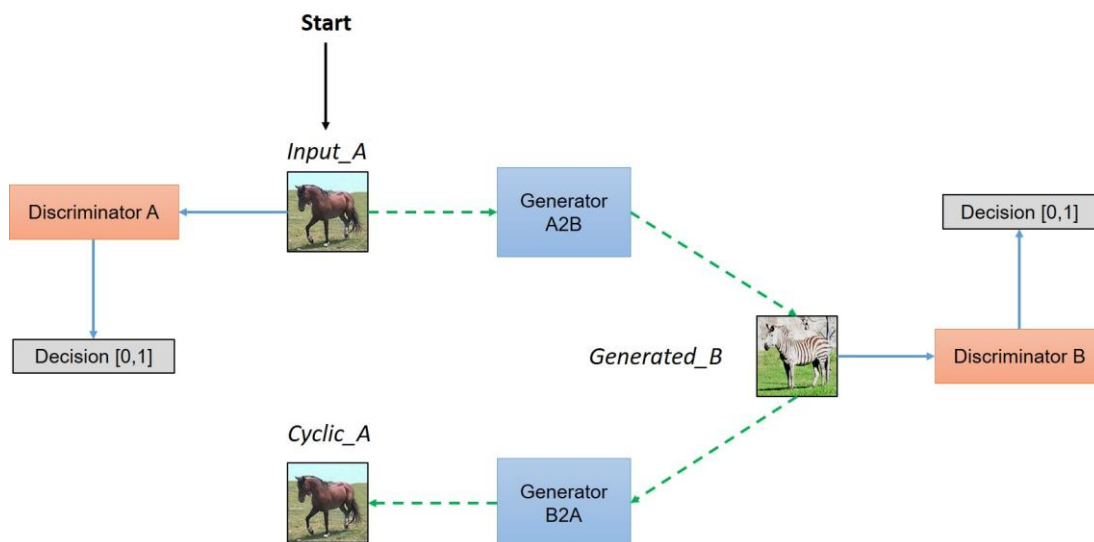 Start
Input_A
Discriminator A
Generator
A2B
Decision [0,1]
Decision [0,1]
Generated_B
Discriminator B
Cyclic_A
Generator
B2A